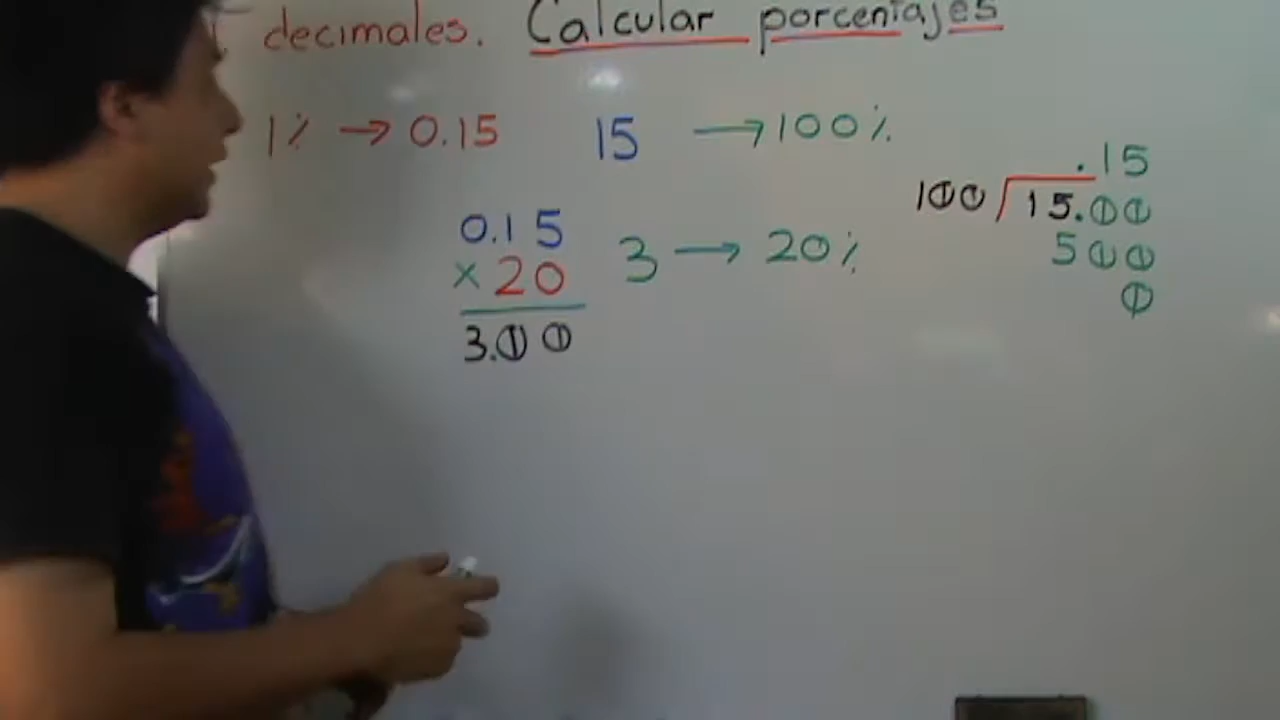 decimales. Calcular porcentajes
1% → 0.15 15 → 100%
.15
100 15.00
500
0
0.15
×20
3.00
3 → 20%